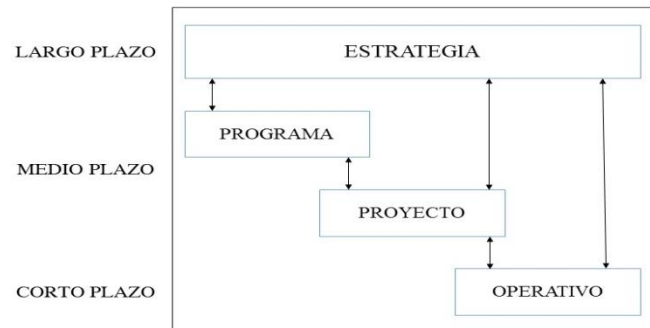 LARGO PLAZO
ESTRATEGIA
PROGRAMA
MEDIO PLAZO
PROYECTO
CORTO PLAZO
OPERATIVO